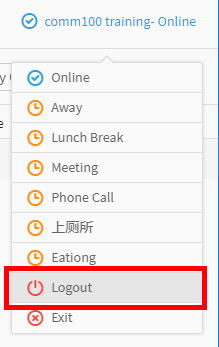 comm100 training- Online
y
Online
Away
e
Lunch Break
Meeting
Phone Call
上厕所
Eationg
Logout
Exit